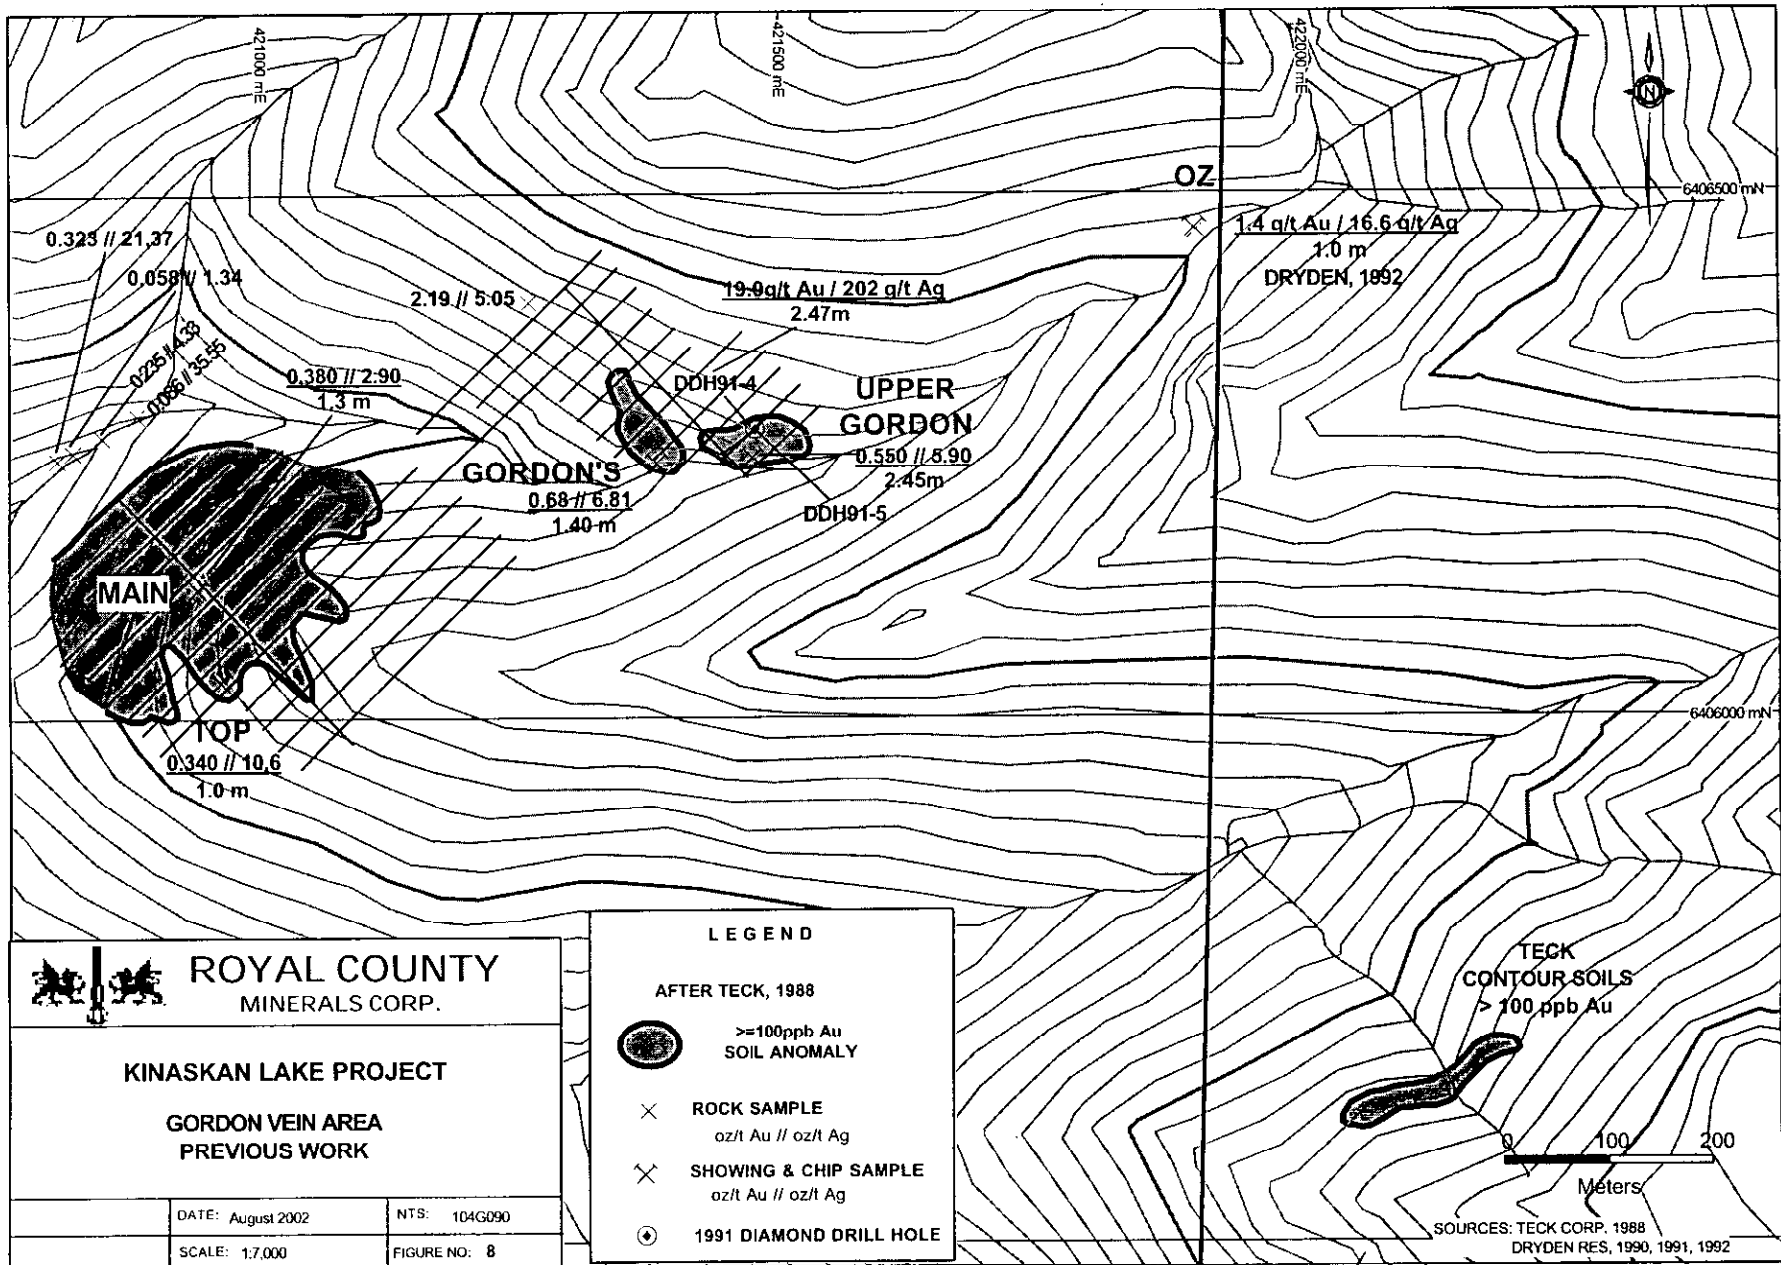 421000 mE
421500 mE
422000 mE
N
OZ
6406500 mN
1.4 g/t Au / 16.6 g/t Ag
1.0 m
DRYDEN, 1992
0.323 // 21.37
0.058 // 1.34
0.235 // 4.33
0.086 // 35.55
2.19 // 5.05
19.9g/t Au / 202 g/t Ag
2.47m
0.380 // 2.90
1.3 m
DDH91-4
UPPER
GORDON
0.550 // 5.90
2.45m
GORDON'S
0.68 // 6.81
1.40 m
DDH91-5
MAIN
TOP
0.340 // 10.6
1.0 m
6406000 mN
TECK
CONTOUR SOILS
> 100 ppb Au
0 100 200
Meters
SOURCES: TECK CORP. 1988
DRYDEN RES, 1990, 1991, 1992
ROYAL COUNTY
MINERALS CORP.
KINASKAN LAKE PROJECT
GORDON VEIN AREA
PREVIOUS WORK
DATE: August 2002
NTS: 104G090
SCALE: 1:7,000
FIGURE NO: 8
LEGEND
AFTER TECK, 1988
>=100ppb Au
SOIL ANOMALY
ROCK SAMPLE
oz/t Au // oz/t Ag
SHOWING & CHIP SAMPLE
oz/t Au // oz/t Ag
1991 DIAMOND DRILL HOLE